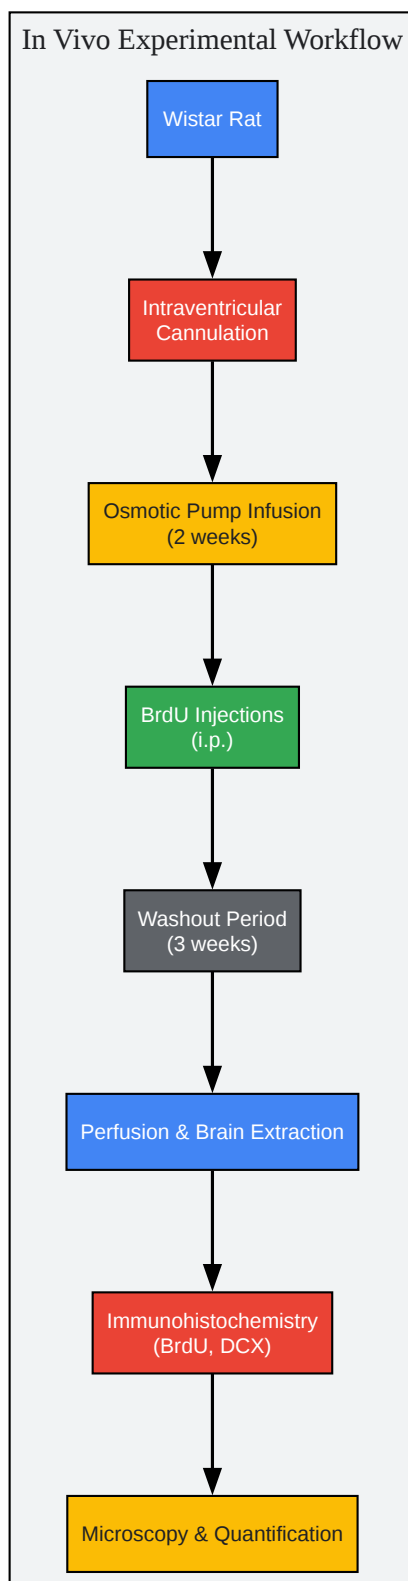 In Vivo Experimental Workflow
Wistar Rat
Intraventricular
Cannulation
Osmotic Pump Infusion
(2 weeks)
BrdU Injections
(i.p.)
Washout Period
(3 weeks)
Perfusion & Brain Extraction
Immunohistochemistry
(BrdU, DCX)
Microscopy & Quantification